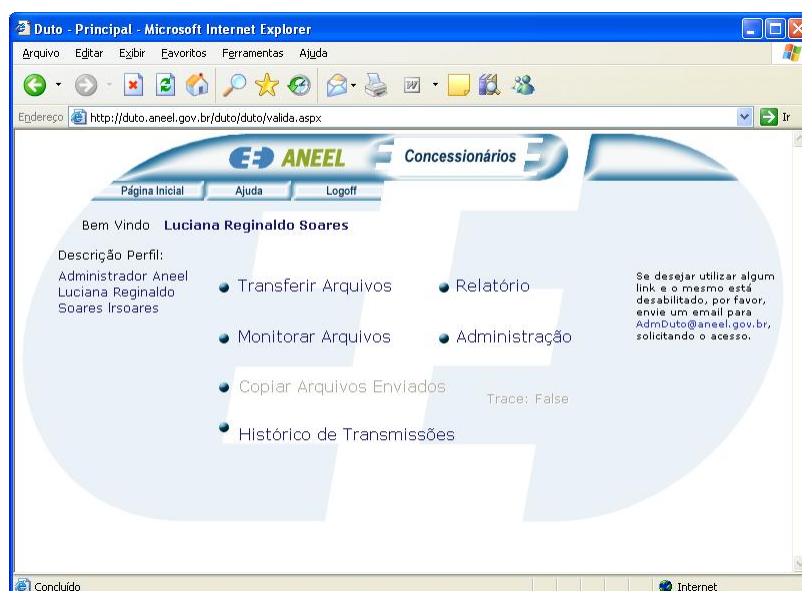 Duto - Principal - Microsoft Internet Explorer
Arquivo Editar Exibir Favoritos Ferramentas Ajuda
Endereço http://duto.aneel.gov.br/duto/duto/valida.aspx Ir
ANEEL Concessionários
Página Inicial Ajuda Logoff
Bem Vindo Luciana Reginaldo Soares
Descrição Perfil:
Administrador Aneel
Luciana Reginaldo
Soares lrsoares
Transferir Arquivos Relatório
Monitorar Arquivos Administração
Copiar Arquivos Enviados
Trace: False
Histórico de Transmissões
Se desejar utilizar algum
link e o mesmo está
desabilitado, por favor,
envie um email para
AdmDuto@aneel.gov.br,
solicitando o acesso.
Concluído Internet